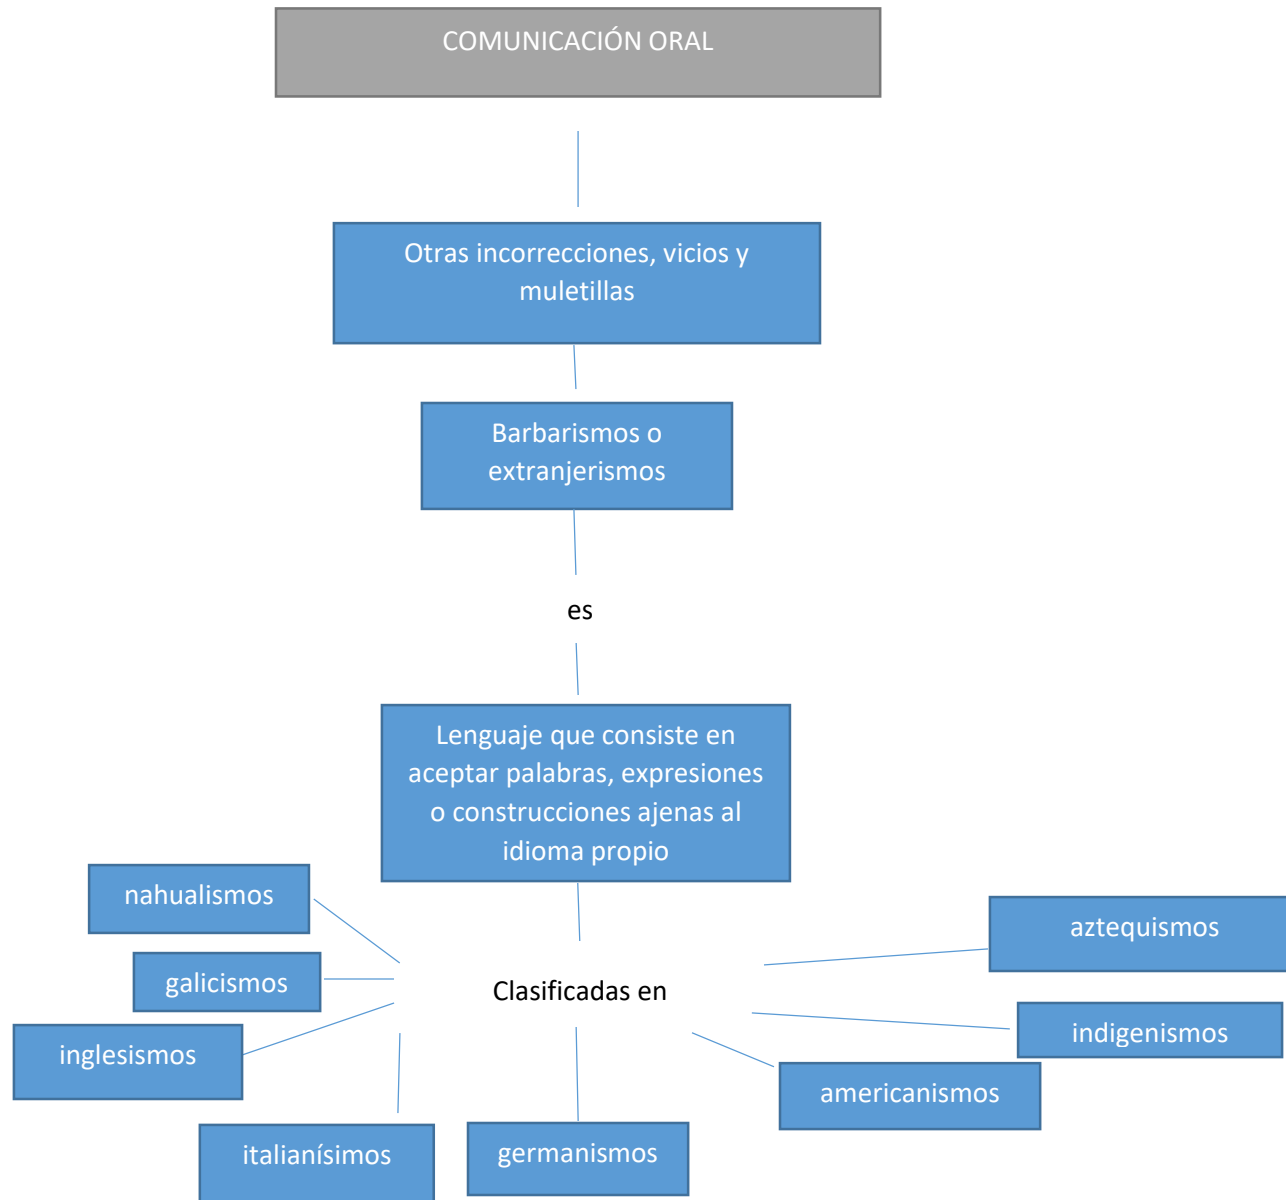 COMUNICACIÓN ORAL
Otras incorrecciones, vicios y
muletillas
Barbarismos o
extranjerismos
es
Lenguaje que consiste en
aceptar palabras, expresiones
o construcciones ajenas al
idioma propio
Clasificadas en
nahualismos
galicismos
inglesismos
italianísimos
germanismos
americanismos
indigenismos
aztequismos